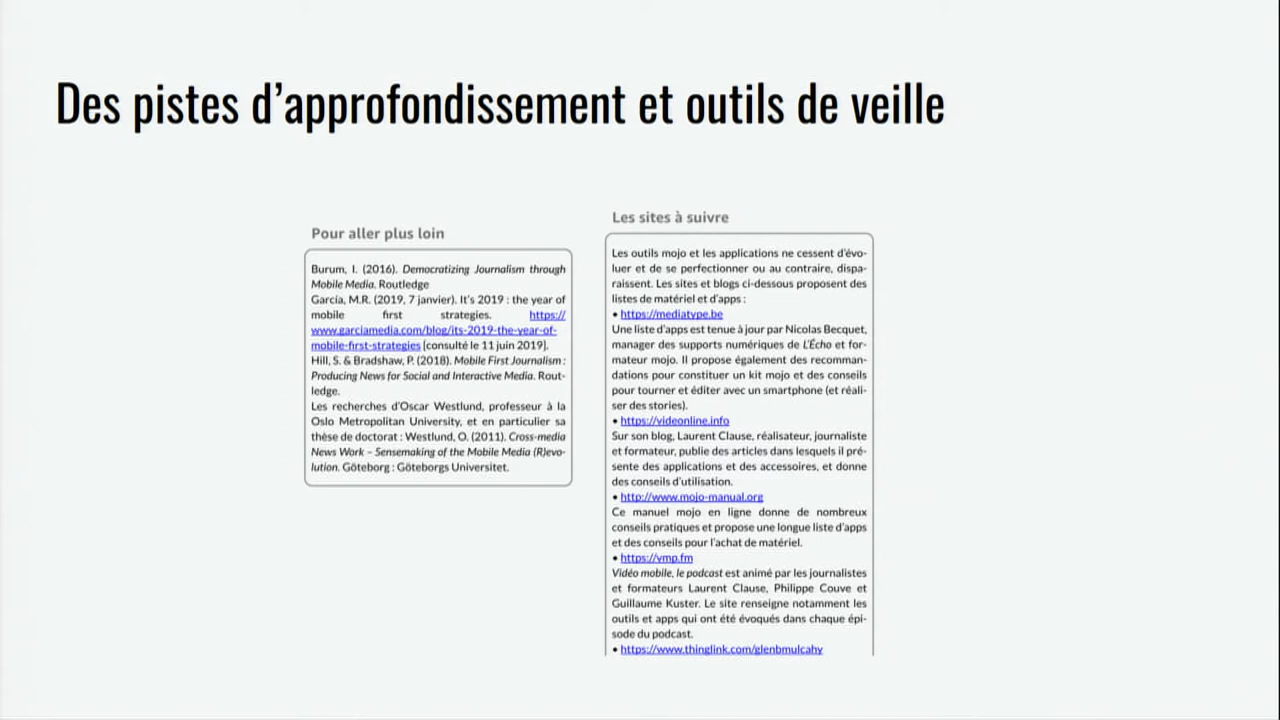 Des pistes d’approfondissement et outils de veille
Pour aller plus loin
Burum, I. (2016). Democratizing Journalism through
Mobile Media. Routledge
García, M.R. (2019, 7 janvier). It’s 2019 : the year of
mobile first strategies. https://
www.garciamedia.com/blog/its-2019-the-year-of-
mobile-first-strategies [consulté le 11 juin 2019].
Hill, S. & Bradshaw, P. (2018). Mobile First Journalism :
Producing News for Social and Interactive Media. Rout-
ledge.
Les recherches d’Oscar Westlund, professeur à la
Oslo Metropolitan University, et en particulier sa
thèse de doctorat : Westlund, O. (2011). Cross-media
News Work – Sensemaking of the Mobile Media (R)evo-
lution. Göteborg : Göteborgs Universitet.
Les sites à suivre
Les outils mojo et les applications ne cessent d’évo-
luer et de se perfectionner ou au contraire, dispa-
raissent. Les sites et blogs ci-dessous proposent des
listes de matériel et d’apps :
• https://mediatype.be
Une liste d’apps est tenue à jour par Nicolas Becquet,
manager des supports numériques de L’Écho et for-
mateur mojo. Il propose également des recomman-
dations pour constituer un kit mojo et des conseils
pour tourner et éditer avec un smartphone (et réali-
ser des stories).
• https://videonline.info
Sur son blog, Laurent Clause, réalisateur, journaliste
et formateur, publie des articles dans lesquels il pré-
sente des applications et des accessoires, et donne
des conseils d’utilisation.
• http://www.mojo-manual.org
Ce manuel mojo en ligne donne de nombreux
conseils pratiques et propose une longue liste d’apps
et des conseils pour l’achat de matériel.
• https://vmp.fm
Vidéo mobile, le podcast est animé par les journalistes
et formateurs Laurent Clause, Philippe Couve et
Guillaume Kuster. Le site renseigne notamment les
outils et apps qui ont été évoqués dans chaque épi-
sode du podcast.
• https://www.thinglink.com/glenbmulcahy